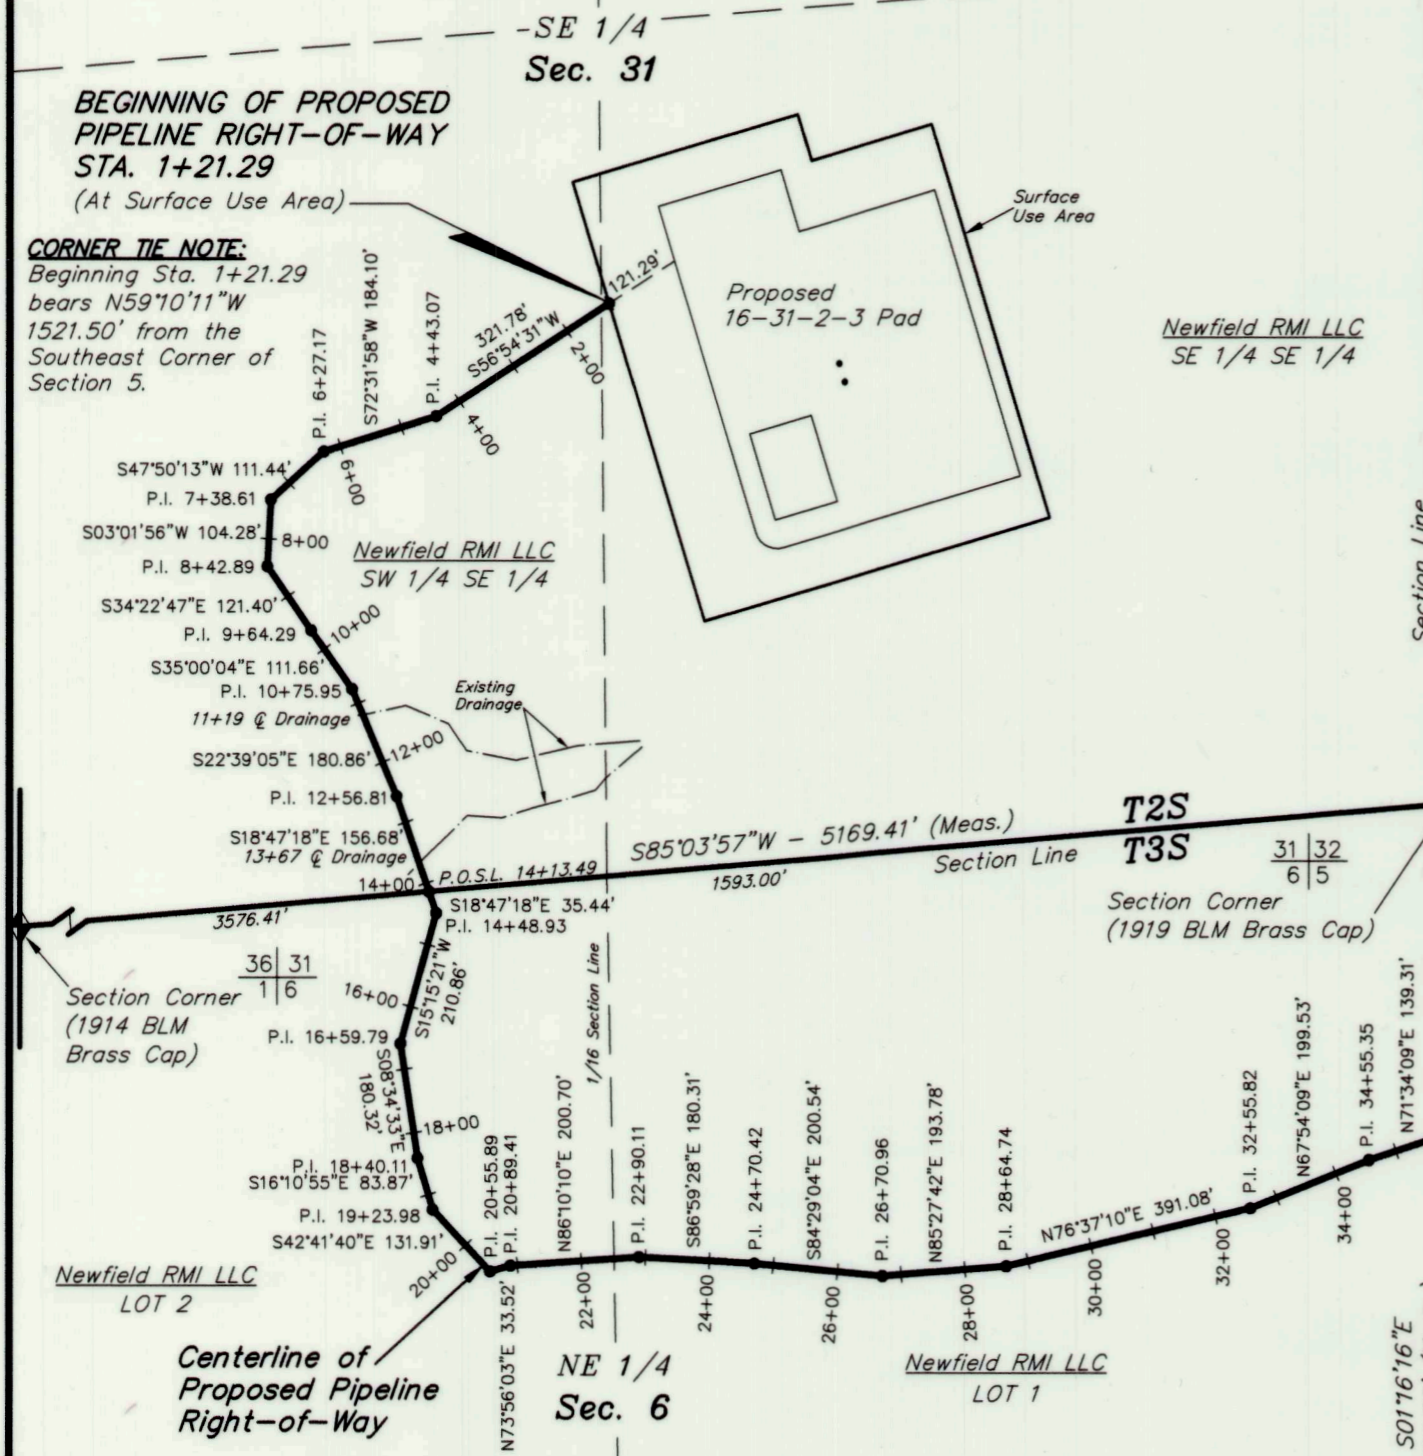 SE 1/4
Sec. 31
BEGINNING OF PROPOSED
PIPELINE RIGHT-OF-WAY
STA. 1+21.29
(At Surface Use Area)
CORNER TIE NOTE:
Beginning Sta. 1+21.29
bears N59°10'11"W
1521.50' from the
Southeast Corner of
Section 5.
Surface
Use Area
121.29'
Proposed
16-31-2-3 Pad
Newfield RMI LLC
SE 1/4 SE 1/4
321.78'
S56°54'31"W
2+00
P.I. 4+43.07
4+00
S72°31'58"W 184.10'
P.I. 6+27.17
6+00
S47°50'13"W 111.44'
P.I. 7+38.61
S03°01'56"W 104.28'
8+00
P.I. 8+42.89
Newfield RMI LLC
SW 1/4 SE 1/4
S34°22'47"E 121.40'
P.I. 9+64.29
10+00
S35°00'04"E 111.66'
P.I. 10+75.95
11+19 ℄ Drainage
Existing
Drainage
S22°39'05"E 180.86'
12+00
P.I. 12+56.81
S18°47'18"E 156.68'
13+67 ℄ Drainage
14+00
P.O.S.L. 14+13.49
S85°03'57"W - 5169.41' (Meas.)
T2S
T3S
Section Line
1593.00'
3576.41'
31 32
6 5
Section Corner
(1919 BLM Brass Cap)
Section Line
S18°47'18"E 35.44'
P.I. 14+48.93
36 31
1 6
Section Corner
(1914 BLM
Brass Cap)
S15°15'21"W
210.86'
16+00
P.I. 16+59.79
1/16 Section Line
S08°34'33"E
180.32'
18+00
P.I. 18+40.11
S16°10'55"E 83.87'
P.I. 19+23.98
S42°41'40"E 131.91'
20+00
P.I. 20+55.89
P.I. 20+89.41
N73°56'03"E 33.52'
N86°10'10"E 200.70'
22+00
P.I. 22+90.11
S86°59'28"E 180.31'
24+00
P.I. 24+70.42
S84°29'04"E 200.54'
26+00
P.I. 26+70.96
N85°27'42"E 193.78'
28+00
P.I. 28+64.74
N76°37'10"E 391.08'
30+00
32+00
P.I. 32+55.82
N67°54'09"E 199.53'
34+00
P.I. 34+55.35
N71°34'09"E 139.31'
S01°16'16"E
Newfield RMI LLC
LOT 2
Centerline of
Proposed Pipeline
Right-of-Way
NE 1/4
Sec. 6
Newfield RMI LLC
LOT 1